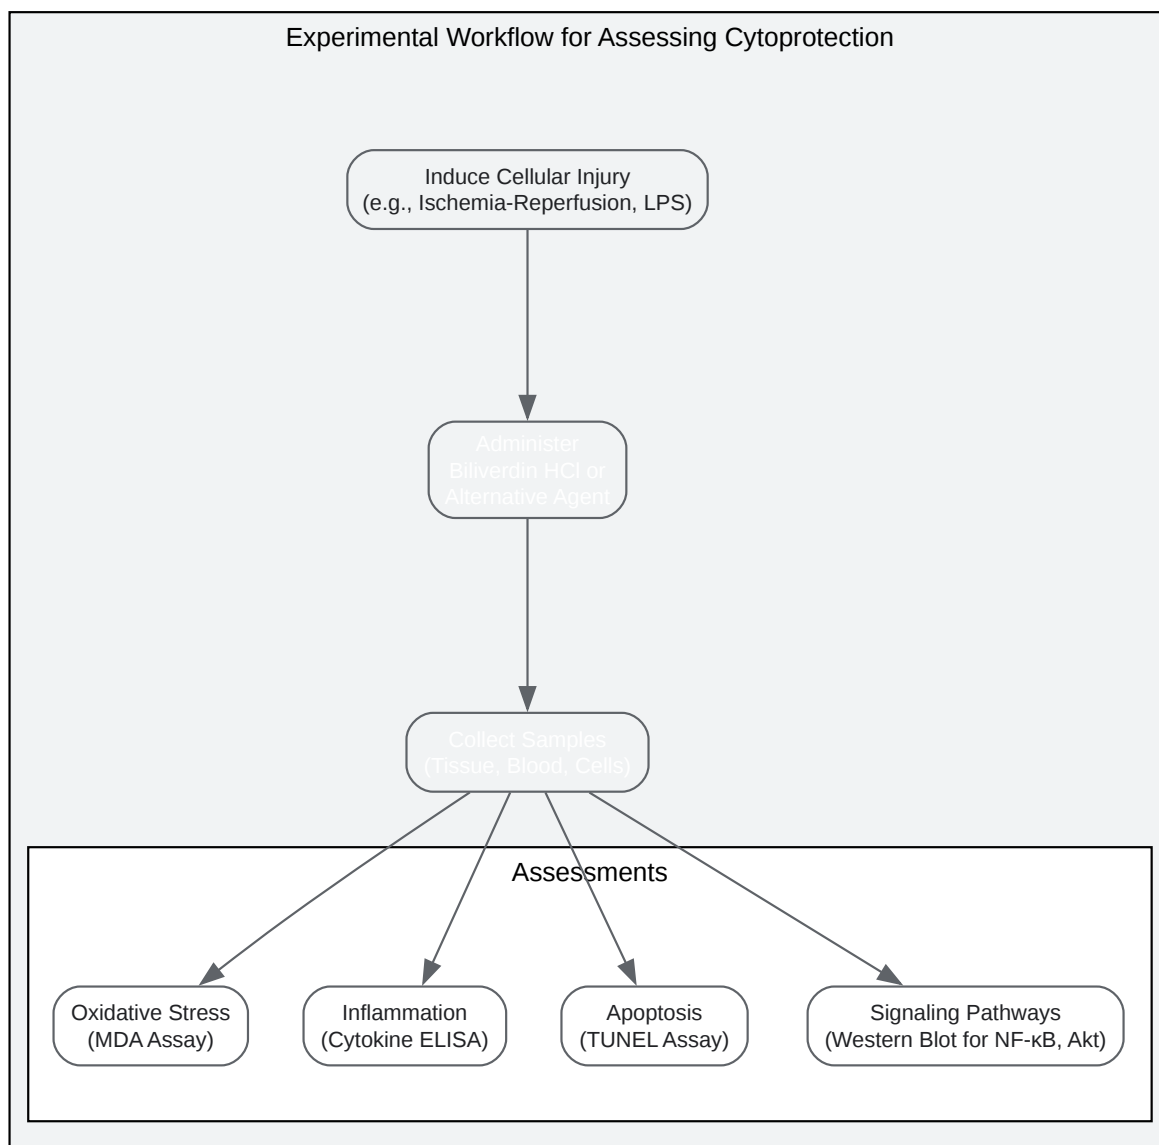 Experimental Workflow for Assessing Cytoprotection
Induce Cellular Injury
(e.g., Ischemia-Reperfusion, LPS)
Administer
Biliverdin HCl or
Alternative Agent
Collect Samples
(Tissue, Blood, Cells)
Assessments
Oxidative Stress
(MDA Assay)
Inflammation
(Cytokine ELISA)
Apoptosis
(TUNEL Assay)
Signaling Pathways
(Western Blot for NF-κB, Akt)